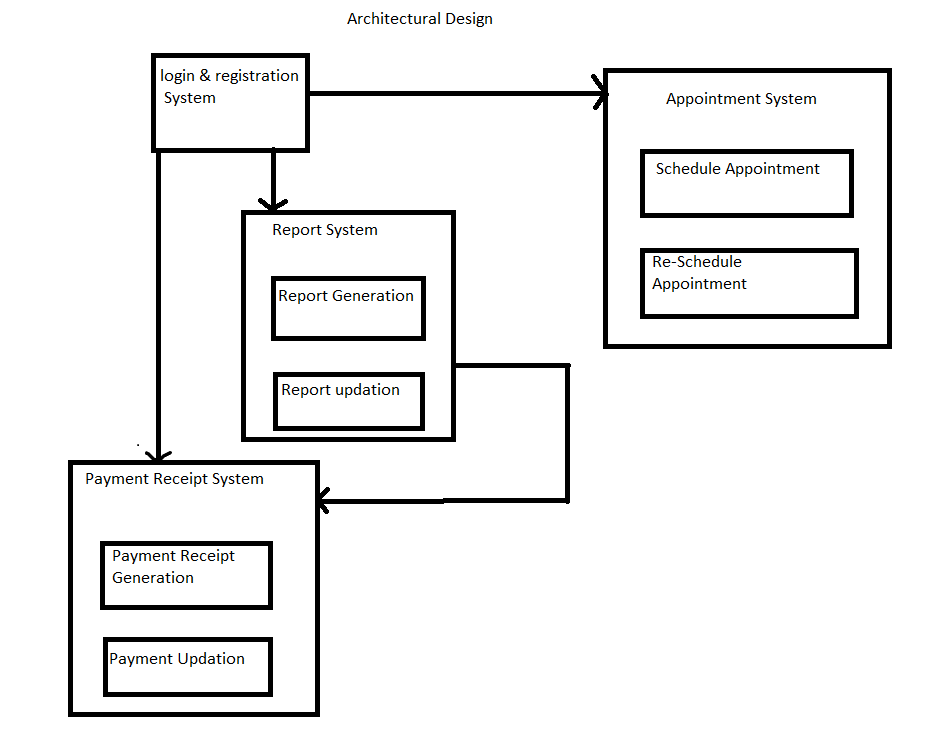 Architectural Design
login & registration
System
Appointment System
Schedule Appointment
Re-Schedule
Appointment
Report System
Report Generation
Report updation
Payment Receipt System
Payment Receipt
Generation
Payment Updation